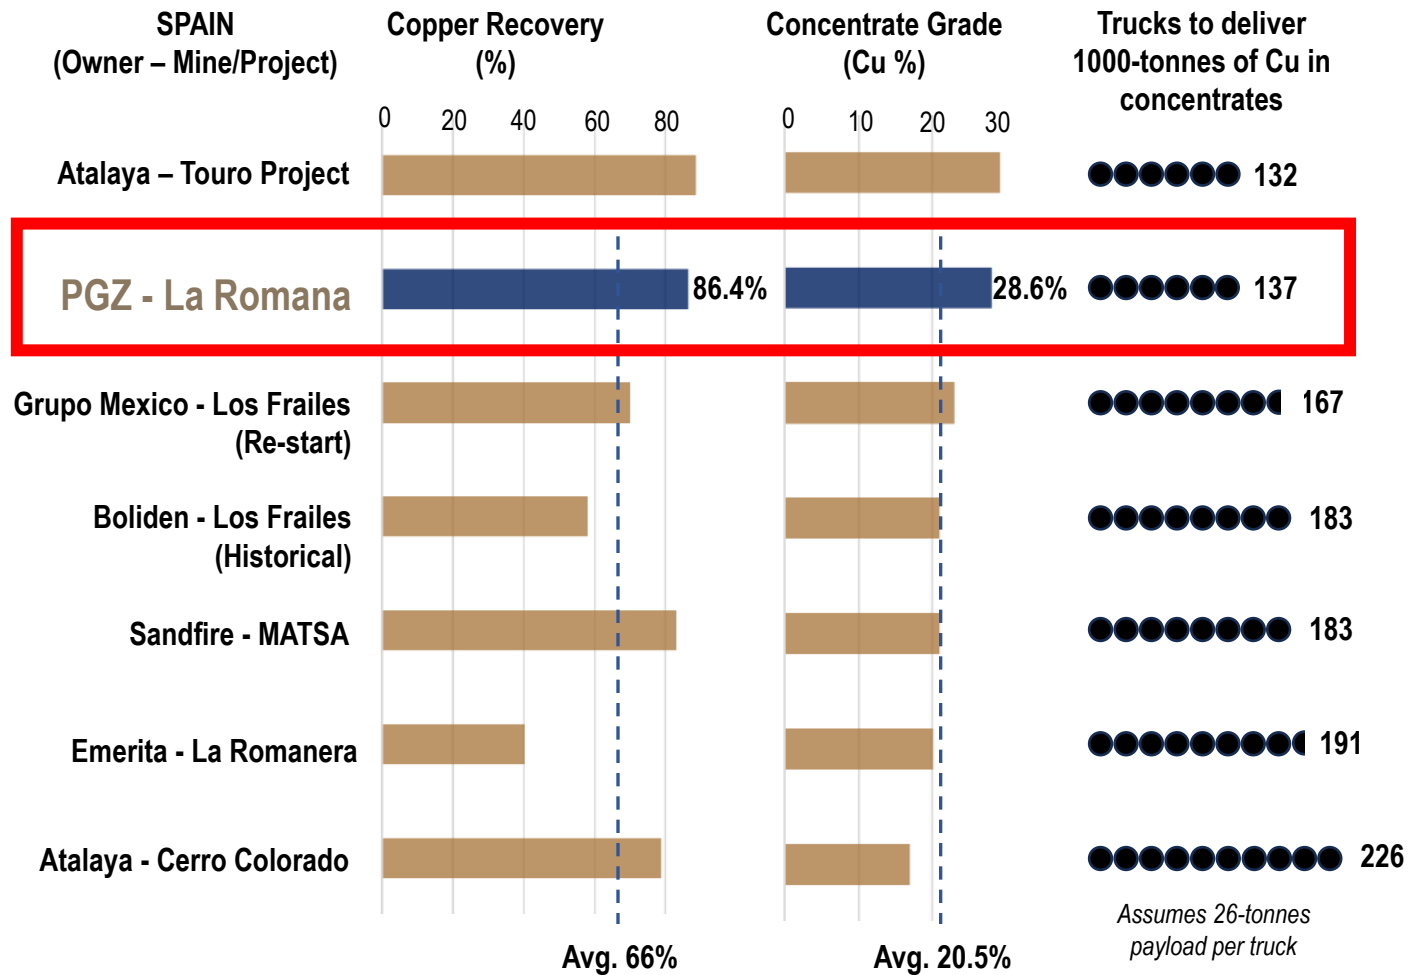 SPAIN
(Owner – Mine/Project)
Copper Recovery
(%)
Concentrate Grade
(Cu %)
Trucks to deliver
1000-tonnes of Cu in
concentrates
0 20 40 60 80
0 10 20 30
Atalaya – Touro Project
132
PGZ - La Romana
86.4%
28.6%
137
Grupo Mexico - Los Frailes
(Re-start)
167
Boliden - Los Frailes
(Historical)
183
Sandfire - MATSA
183
Emerita - La Romanera
191
Atalaya - Cerro Colorado
226
Avg. 66%
Avg. 20.5%
Assumes 26-tonnes
payload per truck